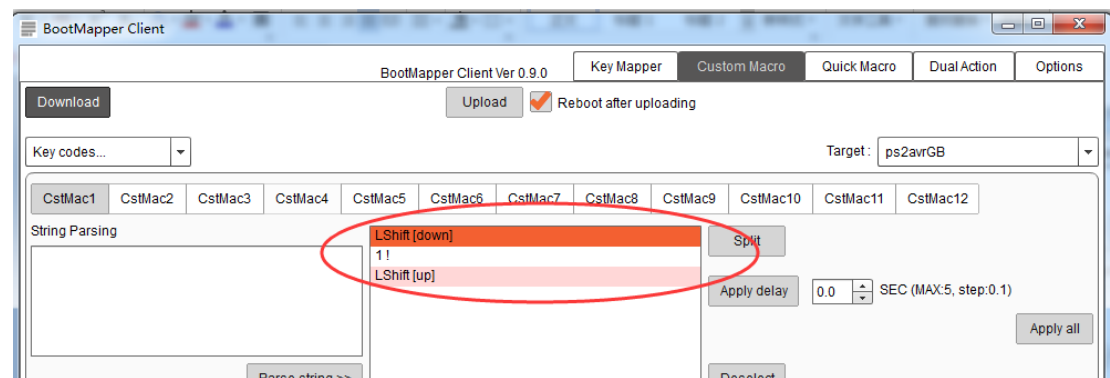 BootMapper Client
BootMapper Client Ver 0.9.0
Key Mapper
Custom Macro
Quick Macro
Dual Action
Options
Download
Upload
Reboot after uploading
Key codes...
Target :
ps2avrGB
CstMac1
CstMac2
CstMac3
CstMac4
CstMac5
CstMac6
CstMac7
CstMac8
CstMac9
CstMac10
CstMac11
CstMac12
String Parsing
LShift [down]
1 !
LShift [up]
Split
Apply delay
0.0
SEC (MAX:5, step:0.1)
Apply all
Parse string >>
Deselect